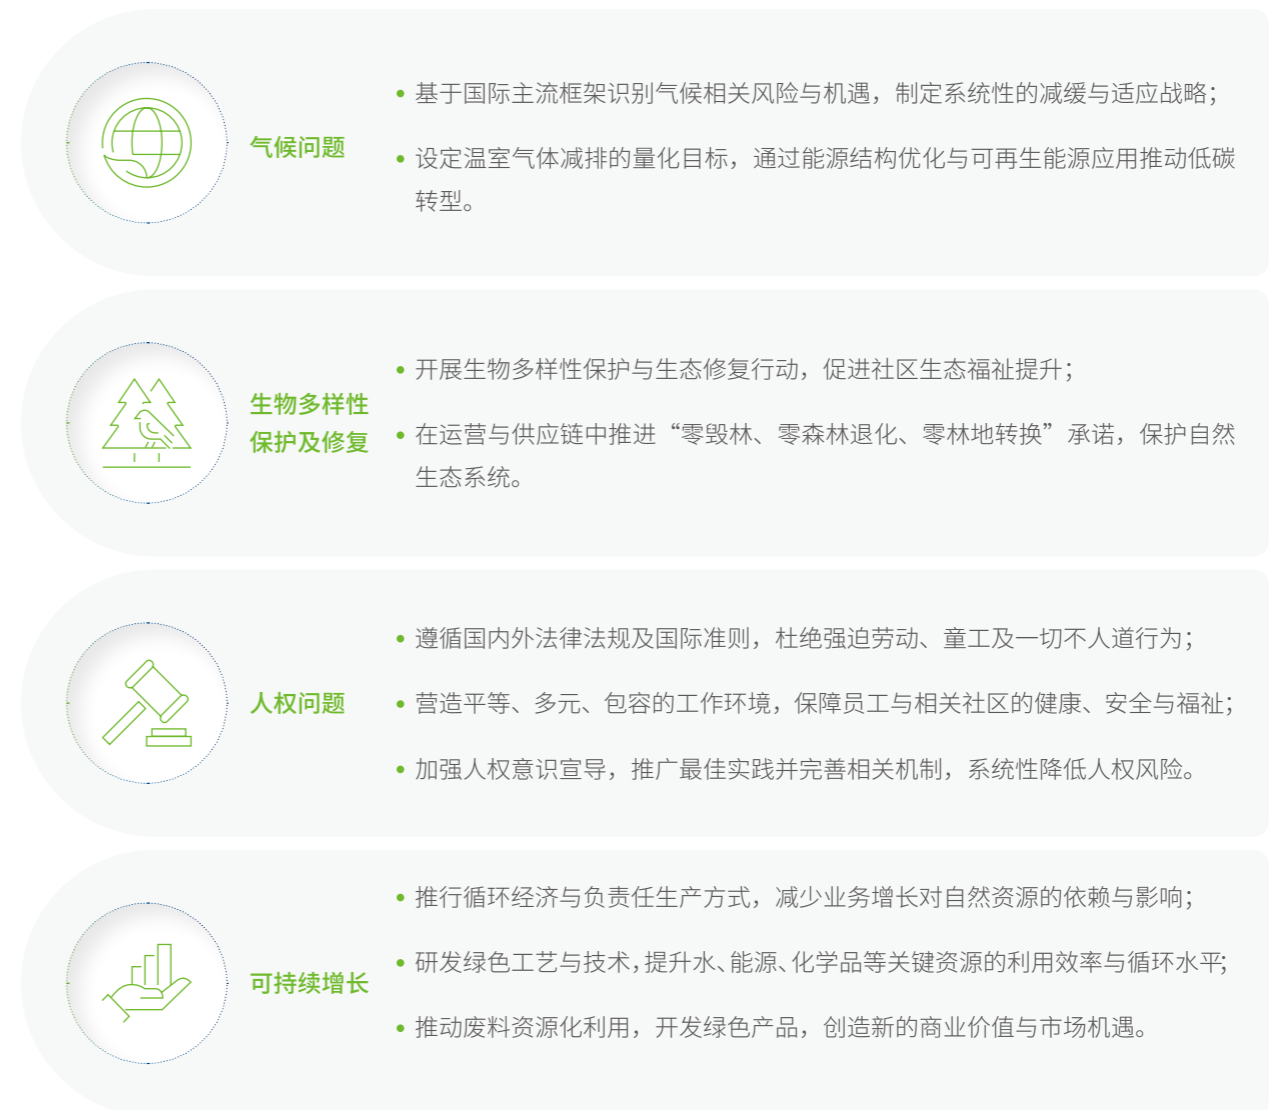 气候问题
• 基于国际主流框架识别气候相关风险与机遇，制定系统性的减缓与适应战略；
• 设定温室气体减排的量化目标，通过能源结构优化与可再生能源应用推动低碳
转型。
生物多样性
保护及修复
• 开展生物多样性保护与生态修复行动，促进社区生态福祉提升；
• 在运营与供应链中推进“零毁林、零森林退化、零林地转换”承诺，保护自然
生态系统。
人权问题
• 遵循国内外法律法规及国际准则，杜绝强迫劳动、童工及一切不人道行为；
• 营造平等、多元、包容的工作环境，保障员工与相关社区的健康、安全与福祉；
• 加强人权意识宣导，推广最佳实践并完善相关机制，系统性降低人权风险。
可持续增长
• 推行循环经济与负责任生产方式，减少业务增长对自然资源的依赖与影响；
• 研发绿色工艺与技术，提升水、能源、化学品等关键资源的利用效率与循环水平；
• 推动废料资源化利用，开发绿色产品，创造新的商业价值与市场机遇。